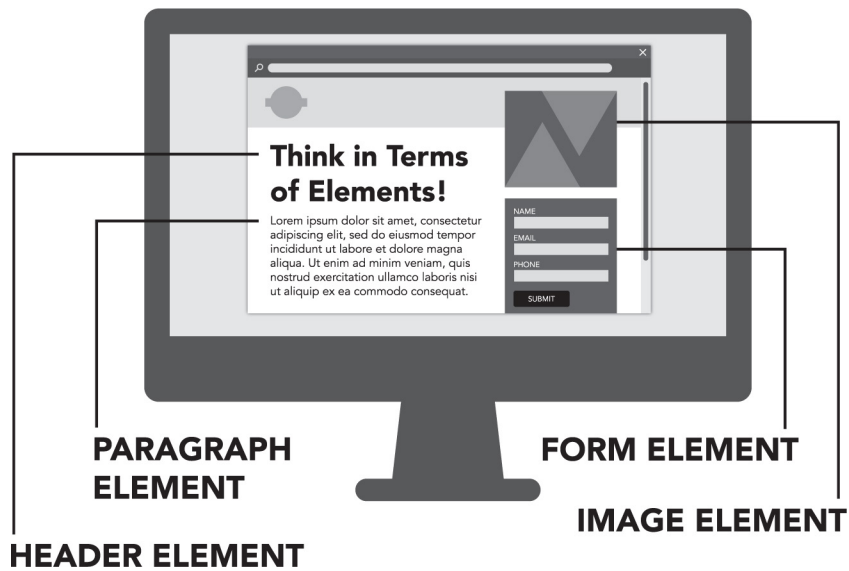 Think in Terms
of Elements!
Lorem ipsum dolor sit amet, consectetur
adipiscing elit, sed do eiusmod tempor
incididunt ut labore et dolore magna
aliqua. Ut enim ad minim veniam, quis
nostrud exercitation ullamco laboris nisi
ut aliquip ex ea commodo consequat.
NAME
EMAIL
PHONE
SUBMIT
PARAGRAPH
ELEMENT
FORM ELEMENT
IMAGE ELEMENT
HEADER ELEMENT